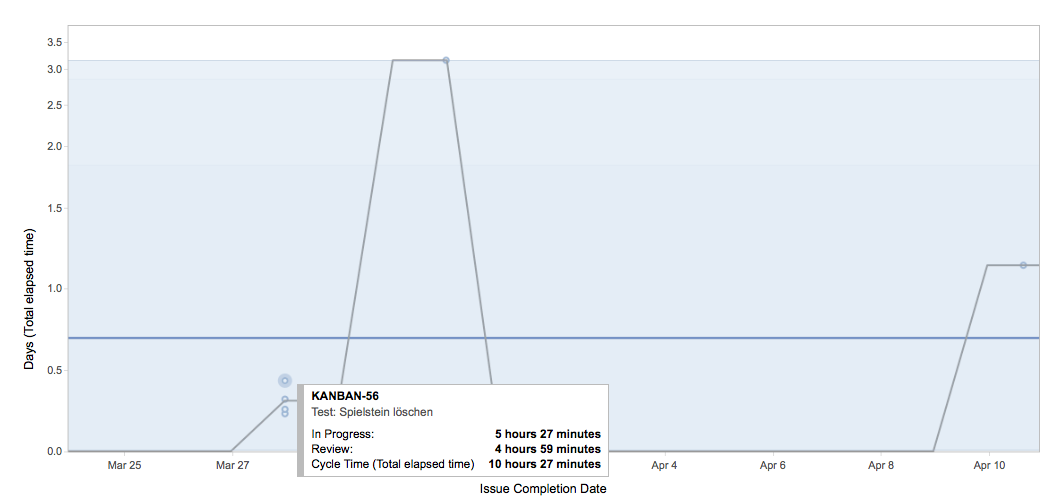 3.5
3.0
2.5
2.0
1.5
1.0
0.5
0.0
Days (Total elapsed time)
KANBAN-56
Test: Spielstein löschen
In Progress: 5 hours 27 minutes
Review: 4 hours 59 minutes
Cycle Time (Total elapsed time) 10 hours 27 minutes
Mar 25 Mar 27 Apr 4 Apr 6 Apr 8 Apr 10
Issue Completion Date